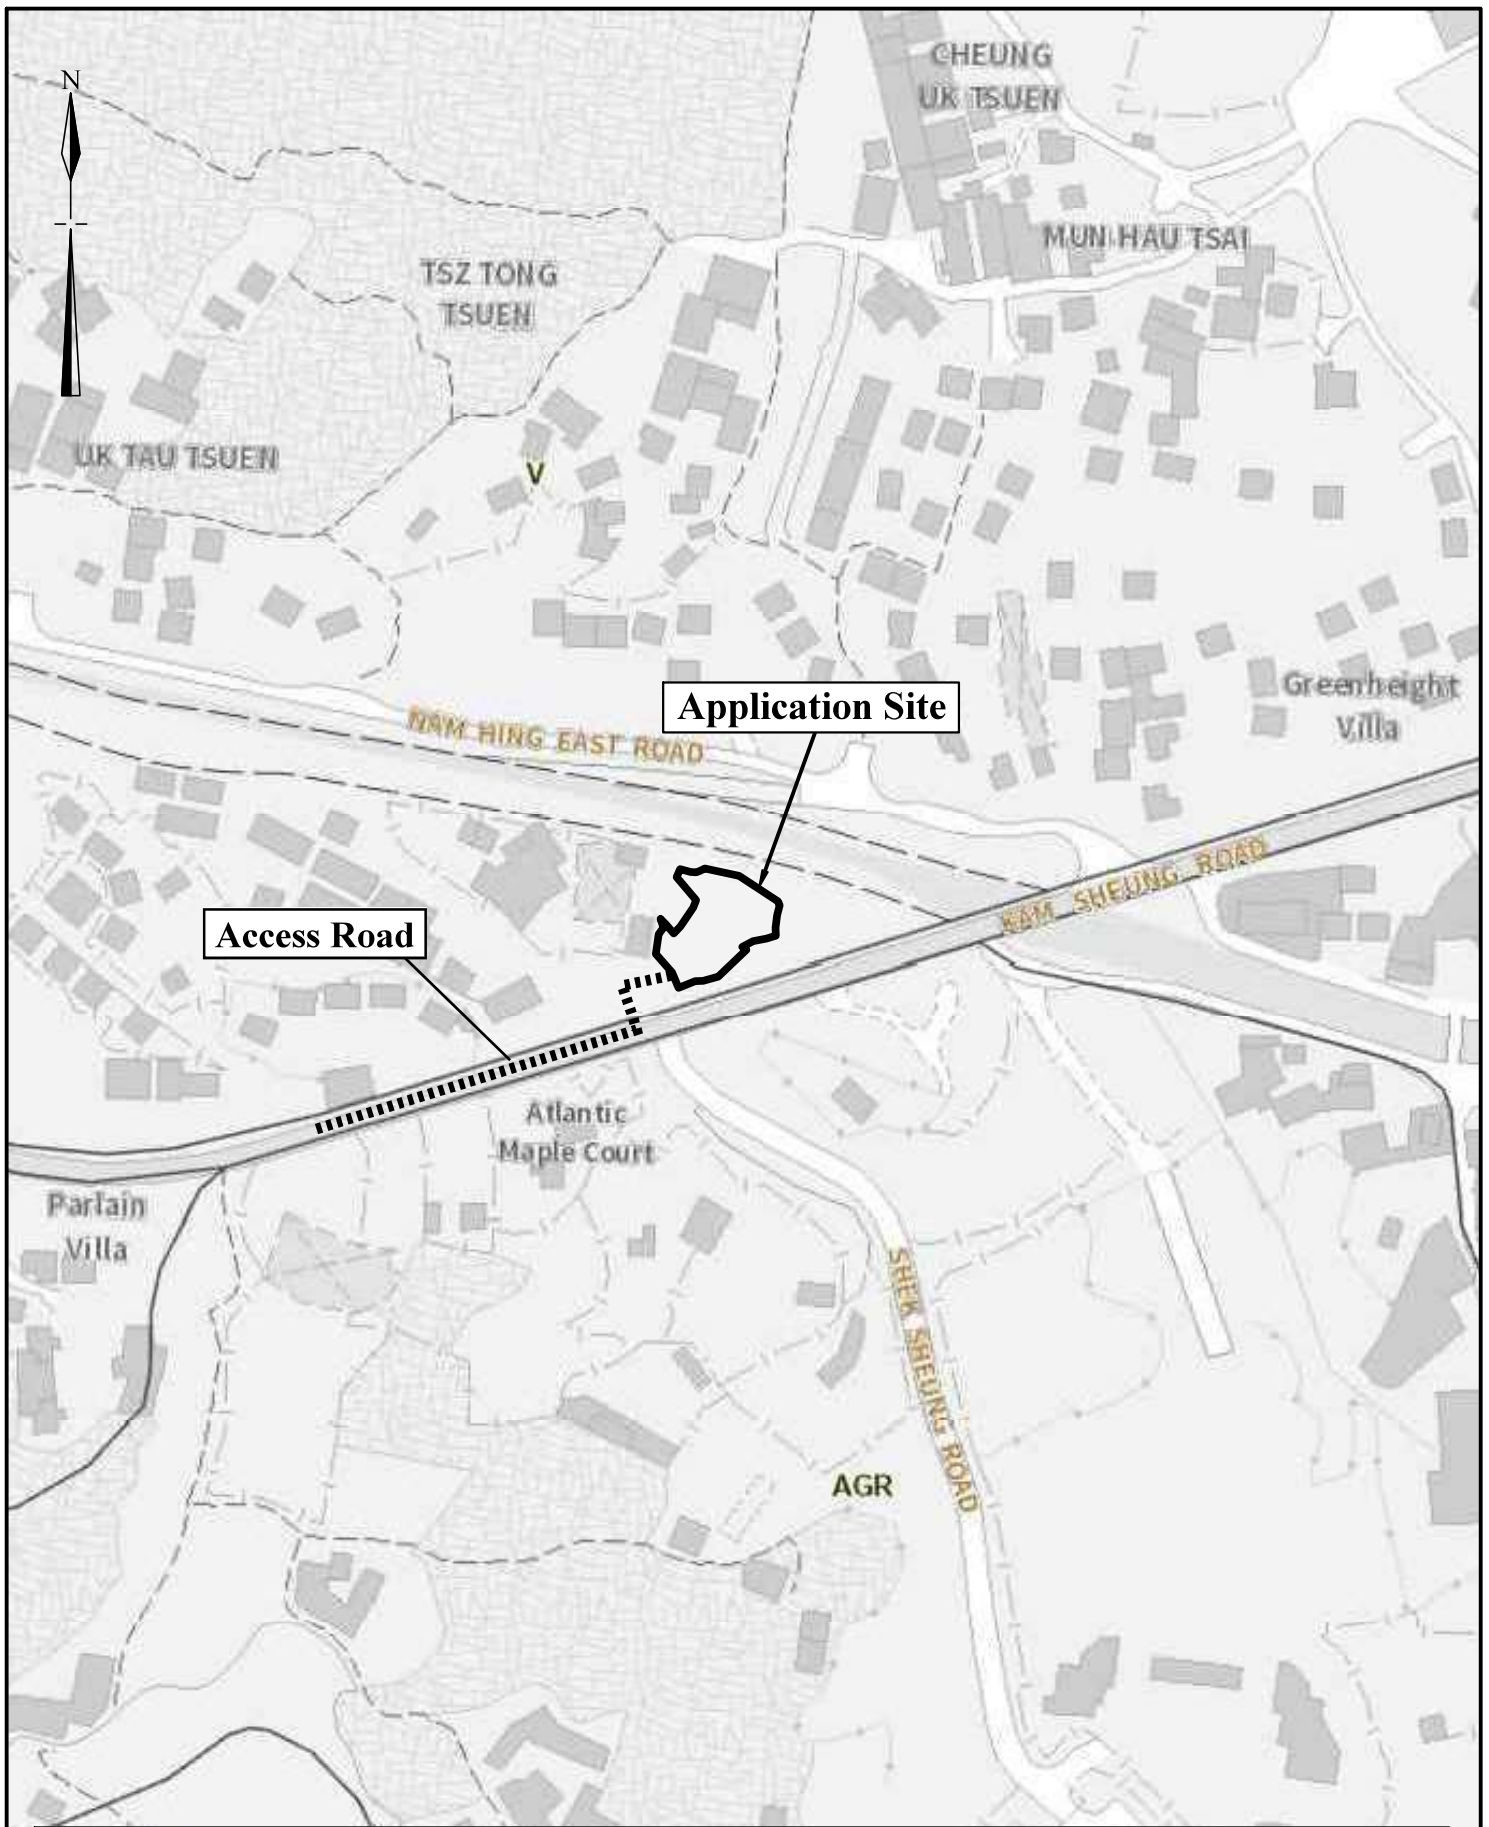 CHEUNG
UK TSUEN
N
MUN HAU TSAI
TSZ TONG
TSUEN
UK TAU TSUEN
V
Greenheight
Villa
Application Site
NAM HING EAST ROAD
KAM SHEUNG ROAD
Access Road
Atlantic
Maple Court
Parlain
Villa
SHEK SHEUNG ROAD
AGR